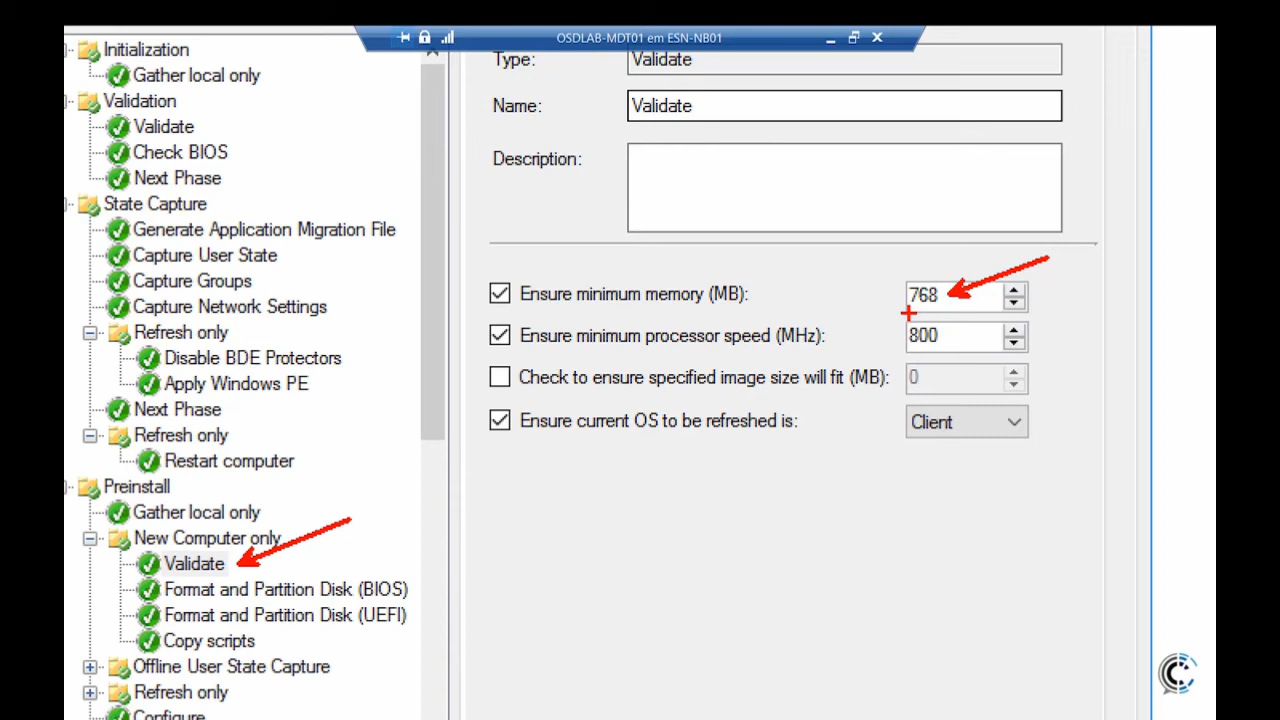 OSDLAB-MDT01 em ESN-NB01
Initialization
Gather local only
Validation
Validate
Check BIOS
Next Phase
State Capture
Generate Application Migration File
Capture User State
Capture Groups
Capture Network Settings
Refresh only
Disable BDE Protectors
Apply Windows PE
Next Phase
Refresh only
Restart computer
Preinstall
Gather local only
New Computer only
Validate
Format and Partition Disk (BIOS)
Format and Partition Disk (UEFI)
Copy scripts
Offline User State Capture
Refresh only
Configure
Type: Validate
Name: Validate
Description:
Ensure minimum memory (MB): 768
Ensure minimum processor speed (MHz): 800
Check to ensure specified image size will fit (MB): 0
Ensure current OS to be refreshed is: Client